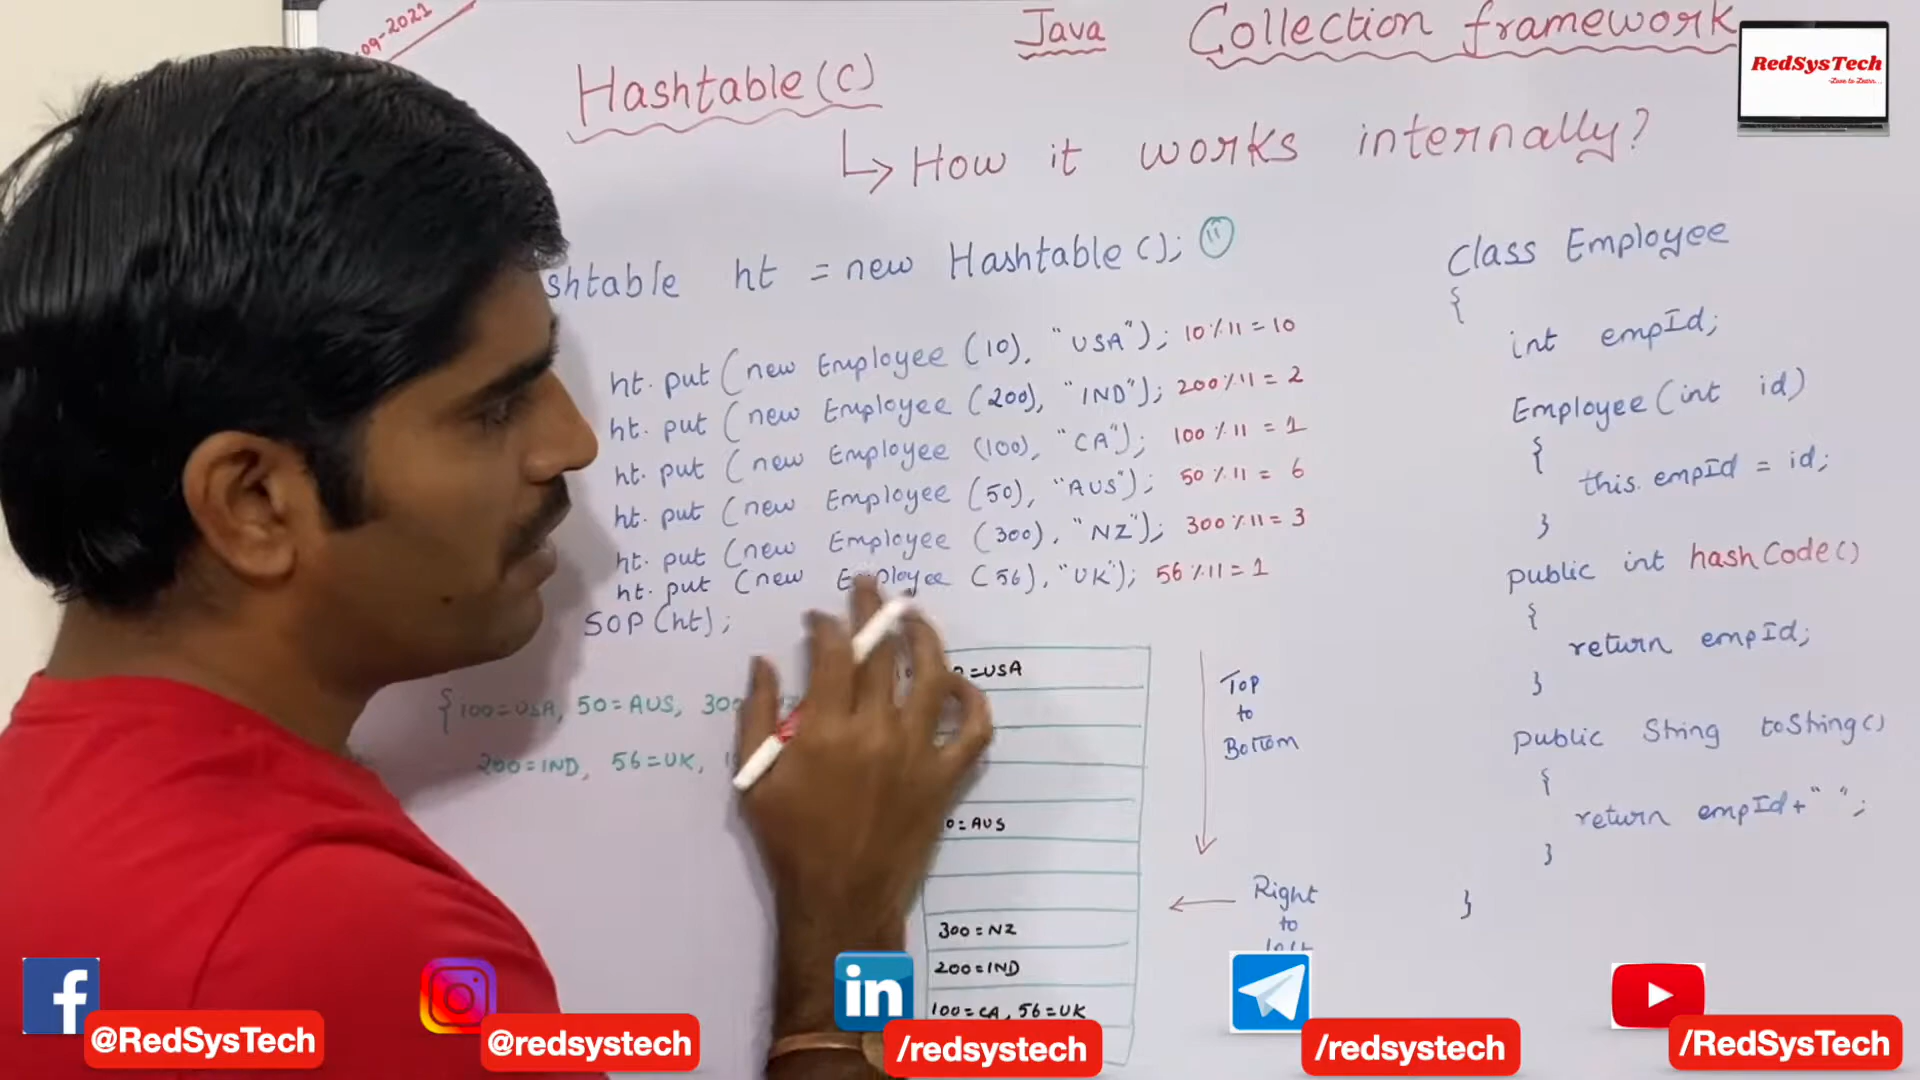 09-2021
Java Collection framework
RedSysTech
Hashtable(C)
How it works internally?
shtable ht = new Hashtable(); 11
ht.put(new Employee(10), "USA"); 10%11 = 10
ht.put(new Employee(200), "IND"); 200%11 = 2
ht.put(new Employee(100), "CA"); 100%11 = 1
ht.put(new Employee(50), "AUS"); 50%11 = 6
ht.put(new Employee(300), "NZ"); 300%11 = 3
ht.put(new Employee(56), "UK"); 56%11 = 1
SOP(ht);
{100=USA, 50=AUS, 300
200=IND, 56=UK,
=USA
0=AUS
300=NZ
200=IND
100=CA, 56=UK
Top
to
Bottom
Right
to
class Employee
{
int empId;
Employee(int id)
{
this.empId = id;
}
public int hashCode()
{
return empId;
}
public String toString()
{
return empId+" ";
}
}
@RedSysTech
@redsystech
in
/redsystech
/redsystech
/RedSysTech